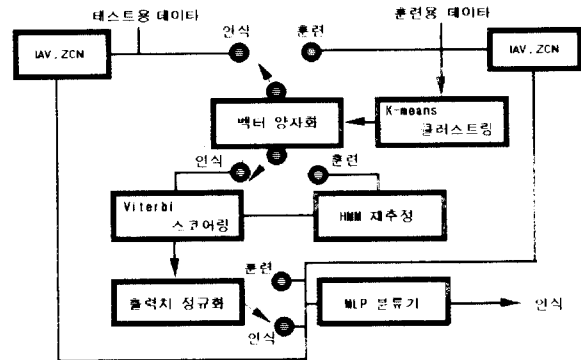 테스트용 데이타
인식
훈련
훈련용 데이타
IAV, ZCN
IAV, ZCN
벡터 양사화
K-means
클러스트링
인식
훈련
Viterbi
스코어링
HMM 재추정
훈련
출력치 정규화
인식
MLP 분류기
인식